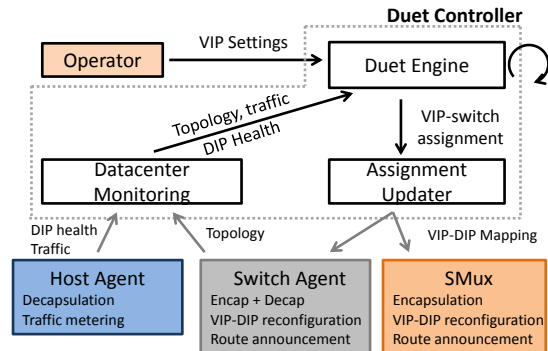 Duet Controller
VIP Settings
Operator
Duet Engine
Topology, traffic
DIP Health
VIP-switch
assignment
Datacenter
Monitoring
Assignment
Updater
DIP health
Traffic
Topology
VIP-DIP Mapping
Host Agent
Decapsulation
Traffic metering
Switch Agent
Encap + Decap
VIP-DIP reconfiguration
Route announcement
SMux
Encapsulation
VIP-DIP reconfiguration
Route announcement